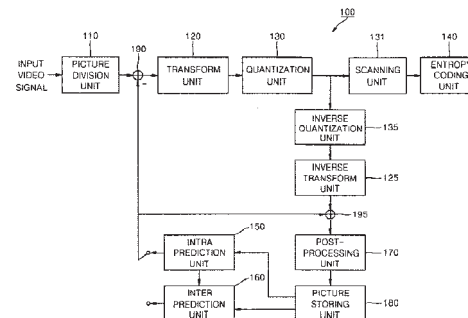 100
110
190
120
130
131
140
INPUT
VIDEO
SIGNAL
PICTURE
DIVISION
UNIT
TRANSFORM
UNIT
QUANTIZATION
UNIT
SCANNING
UNIT
ENTROPY
CODING
UNIT
INVERSE
QUANTIZATION
UNIT
135
INVERSE
TRANSFORM
UNIT
125
195
150
INTRA
PREDICTION
UNIT
POST-
PROCESSING
UNIT
170
160
INTER
PREDICTION
UNIT
PICTURE
STORING
UNIT
180